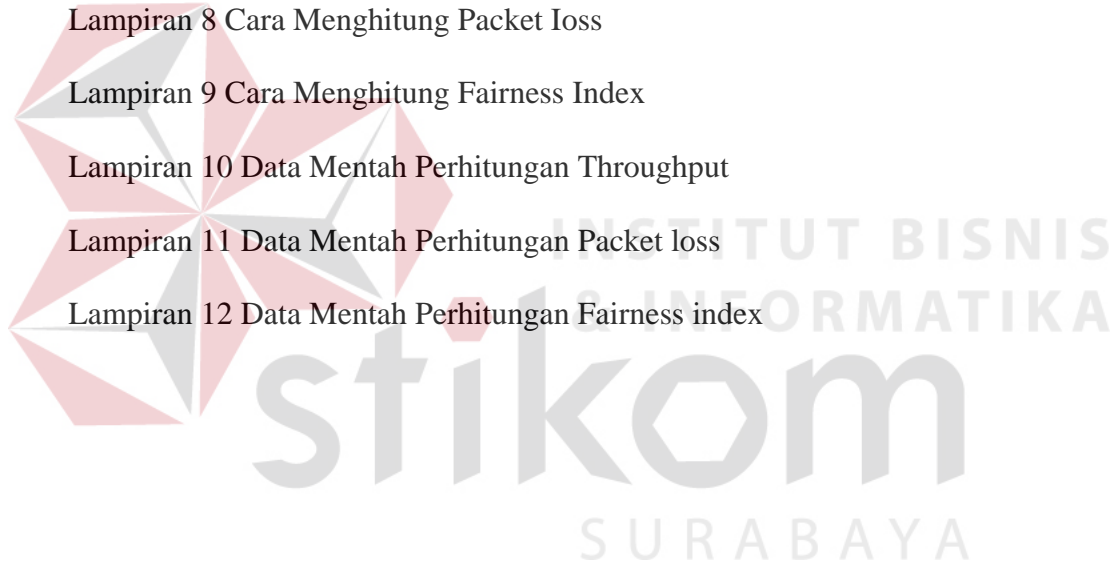 Lampiran 8 Cara Menghitung Packet Ioss
Lampiran 9 Cara Menghitung Fairness Index
Lampiran 10 Data Mentah Perhitungan Throughput
Lampiran 11 Data Mentah Perhitungan Packet loss
Lampiran 12 Data Mentah Perhitungan Fairness index
INSTITUT BISNIS
& INFORMATIKA
stikom
SURABAYA